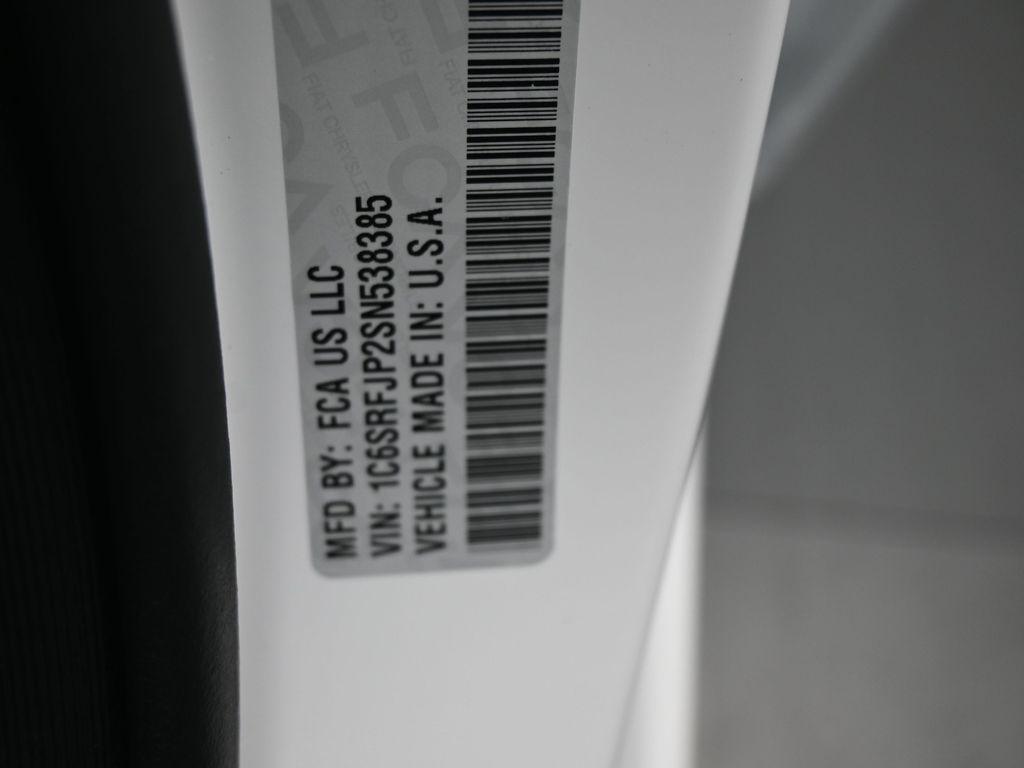 MFD BY: FCA US LLC
VIN: 1C6SRFJP2SN538385
VEHICLE MADE IN: U.S.A.